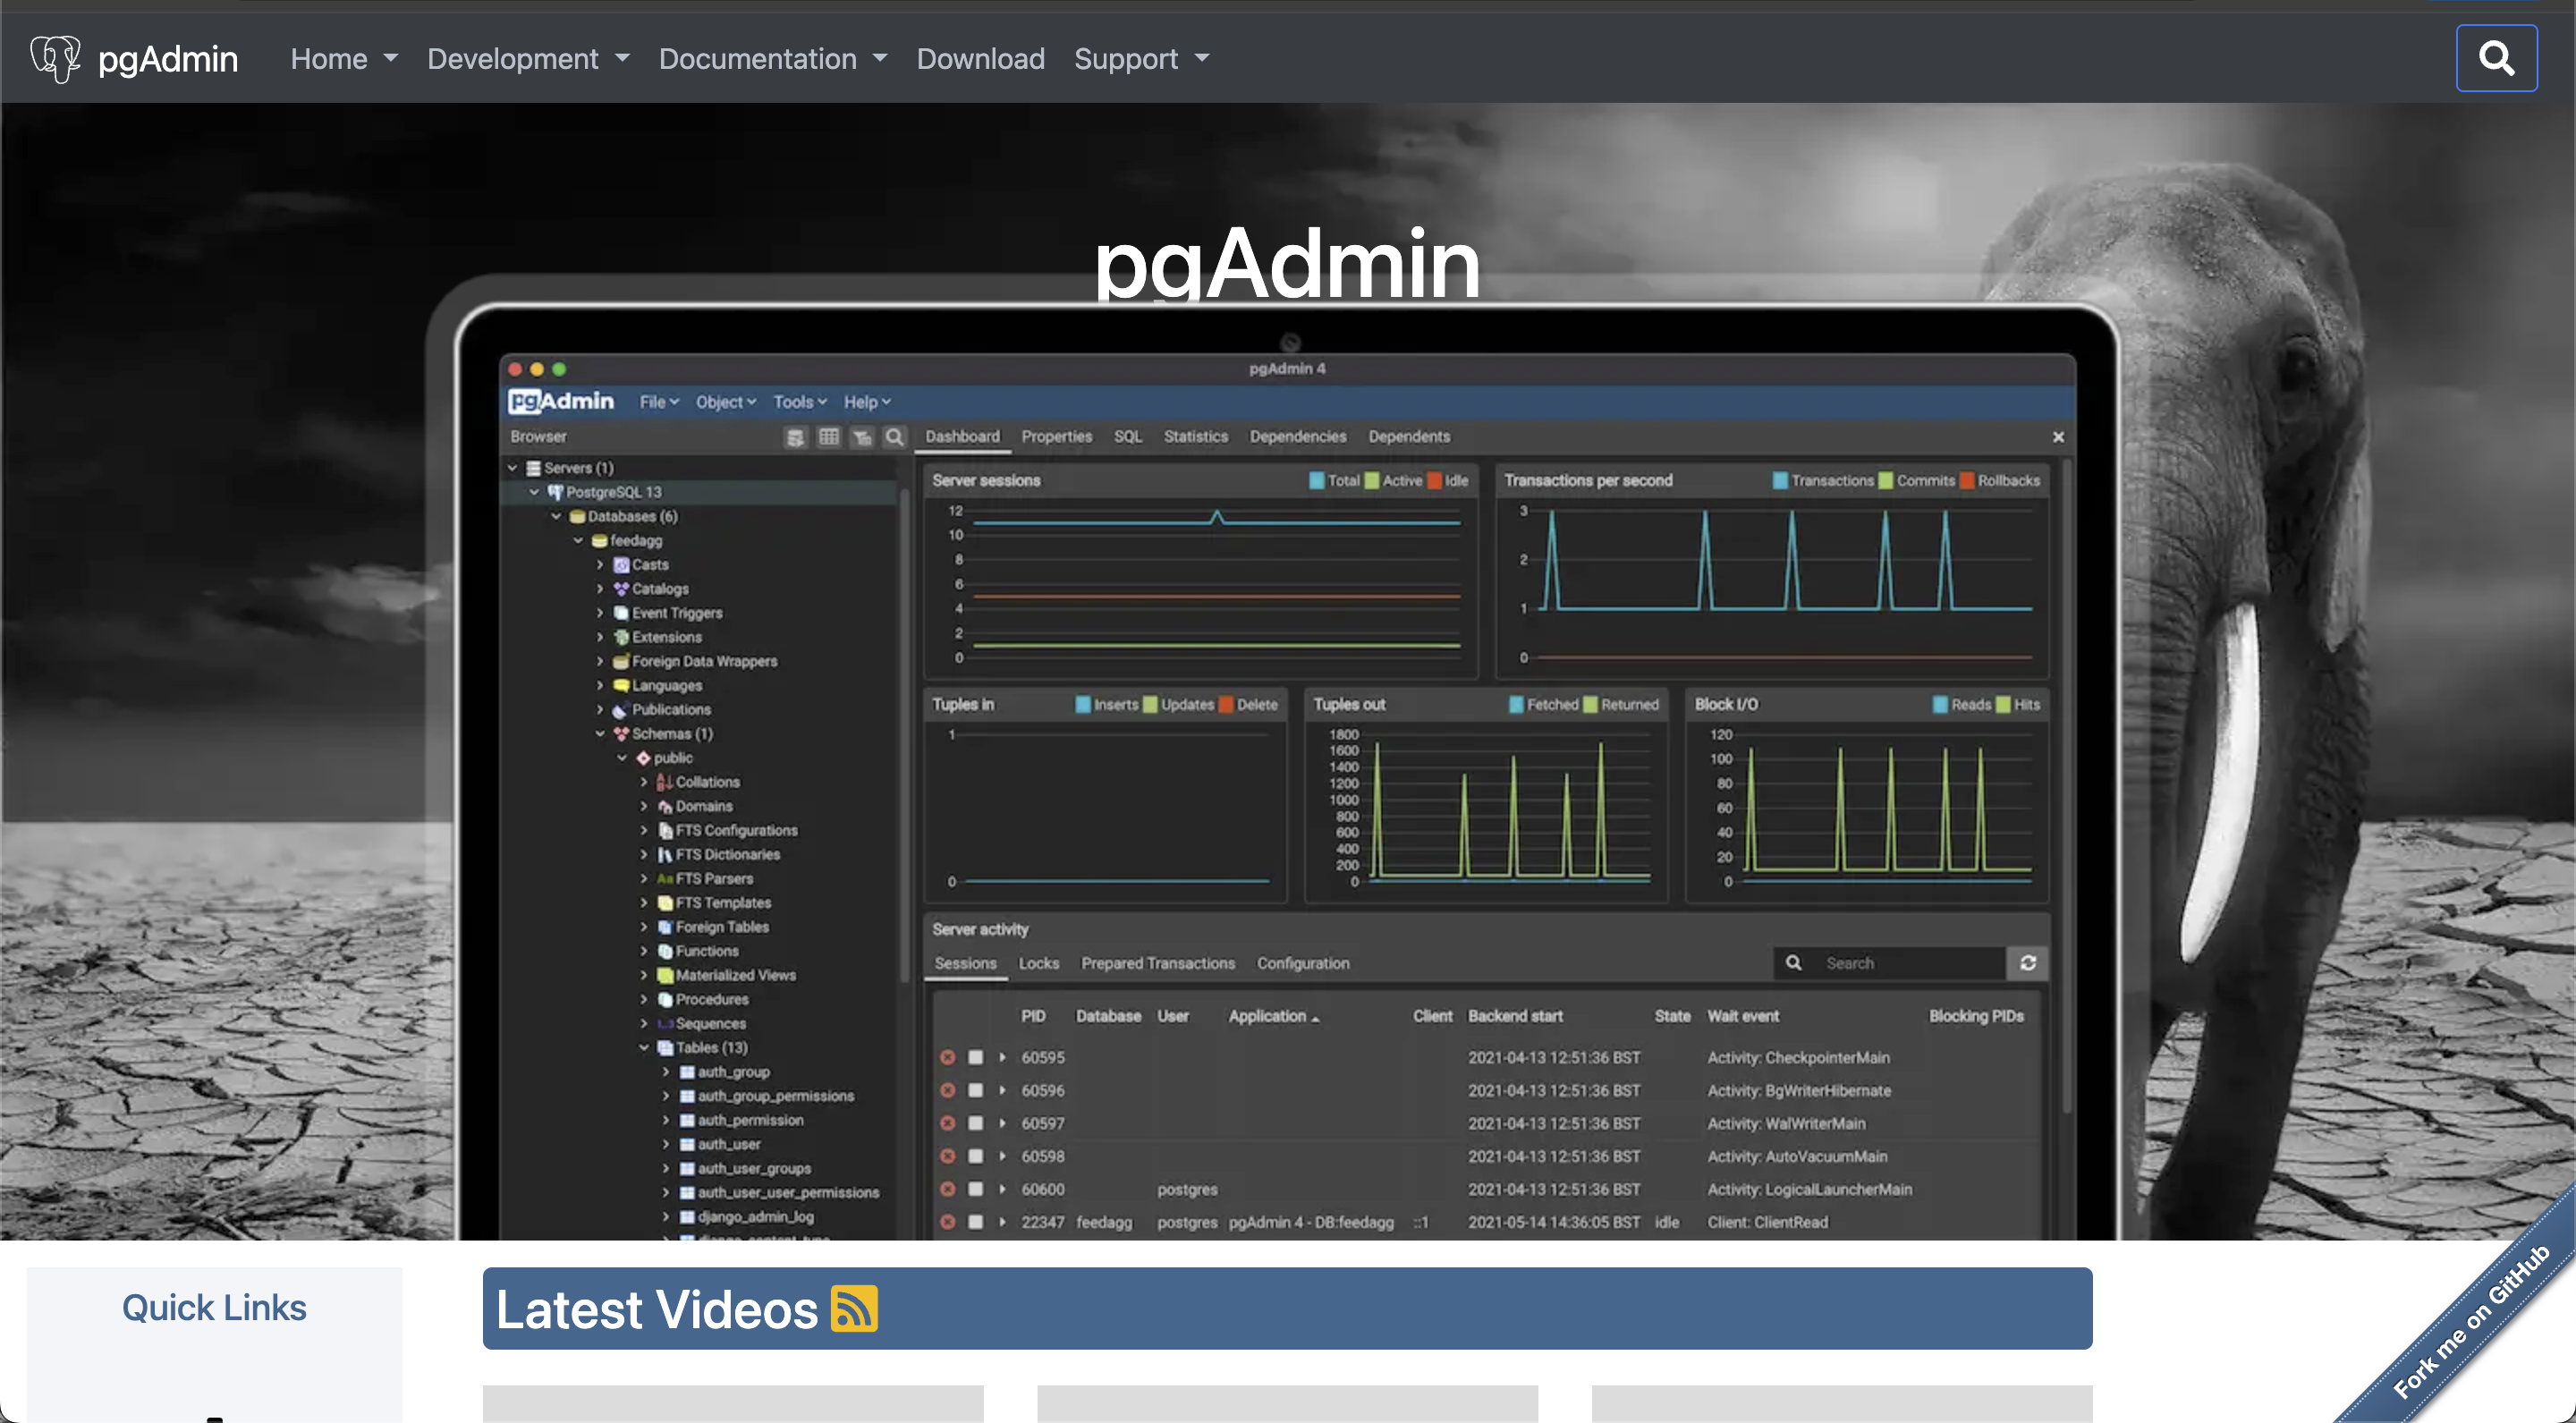 pgAdmin Home Development Documentation Download Support
pgAdmin
pgAdmin 4
pgAdmin File Object Tools Help
Browser
Dashboard Properties SQL Statistics Dependencies Dependents
Servers (1)
PostgreSQL 13
Databases (6)
feedagg
Casts
Catalogs
Event Triggers
Extensions
Foreign Data Wrappers
Languages
Publications
Schemas (1)
public
Collations
Domains
FTS Configurations
FTS Dictionaries
Aa FTS Parsers
FTS Templates
Foreign Tables
Functions
Materialized Views
Procedures
1..3 Sequences
Tables (13)
auth_group
auth_group_permissions
auth_permission
auth_user
auth_user_groups
auth_user_user_permissions
django_admin_log
Server sessions Total Active Idle
12
10
8
6
4
2
0
Transactions per second Transactions Commits Rollbacks
3
2
1
0
Tuples in Inserts Updates Delete
1
0
Tuples out Fetched Returned
1800
1600
1400
1200
1000
800
600
400
200
0
Block I/O Reads Hits
120
100
80
60
40
20
0
Server activity
Sessions Locks Prepared Transactions Configuration Search
PID Database User Application Client Backend start State Wait event Blocking PIDs
60595 2021-04-13 12:51:36 BST Activity: CheckpointerMain
60596 2021-04-13 12:51:36 BST Activity: BgWriterHibernate
60597 2021-04-13 12:51:36 BST Activity: WalWriterMain
60598 2021-04-13 12:51:36 BST Activity: AutoVacuumMain
60600 postgres 2021-04-13 12:51:36 BST Activity: LogicalLauncherMain
22347 feedagg postgres pgAdmin 4 - DB:feedagg ::1 2021-05-14 14:36:05 BST idle Client: ClientRead
Quick Links
Latest Videos
Fork me on GitHub